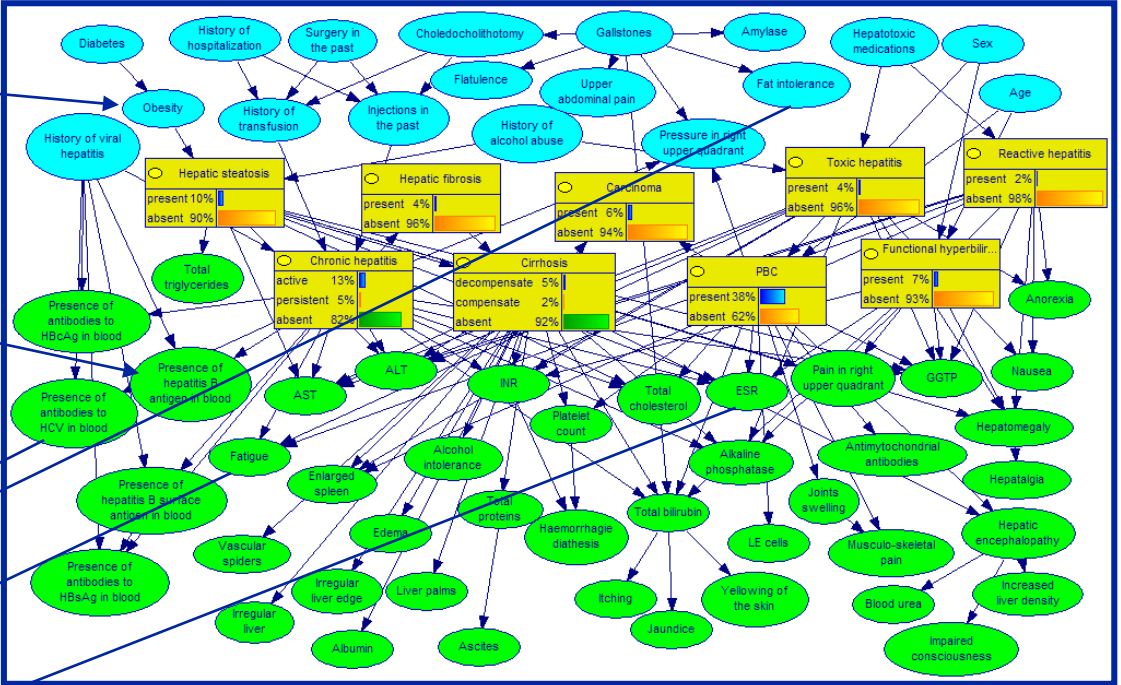 Diabetes
History of
hospitalization
Surgery in
the past
Choledocholithotomy
Gallstones
Amylase
Hepatotoxic
medications
Sex
Flatulence
Upper
abdominal pain
Fat intolerance
Age
Obesity
History of
transfusion
Injections in
the past
History of
alcohol abuse
Pressure in right
upper quadrant
History of viral
hepatitis
Hepatic steatosis
present 10%
absent 90%
Hepatic fibrosis
present 4%
absent 96%
Carcinoma
present 6%
absent 94%
Toxic hepatitis
present 4%
absent 96%
Reactive hepatitis
present 2%
absent 98%
Total
triglycerides
Chronic hepatitis
active 13%
persistent 5%
absent 82%
Cirrhosis
decompensate 5%
compensate 2%
absent 92%
PBC
present 38%
absent 62%
Functional hyperbilir...
present 7%
absent 93%
Anorexia
Presence of
antibodies to
HBcAg in blood
Presence of
hepatitis B
antigen in blood
AST
ALT
INR
Platelet
count
Total
cholesterol
ESR
Pain in right
upper quadrant
GGTP
Nausea
Presence of
antibodies to
HCV in blood
Fatigue
Enlarged
spleen
Alcohol
intolerance
Alkaline
phosphatase
Antimytochondrial
antibodies
Hepatomegaly
Hepatalgia
Presence of
hepatitis B surface
antigen in blood
Total
proteins
Haemorrhagie
diathesis
Total bilirubin
Joints
swelling
Vascular
spiders
Edema
LE cells
Musculo-skeletal
pain
Hepatic
encephalopathy
Presence of
antibodies to
HBsAg in blood
Irregular
liver edge
Liver palms
Itching
Yellowing of
the skin
Blood urea
Increased
liver density
Irregular
liver
Albumin
Ascites
Jaundice
Impaired
consciousness